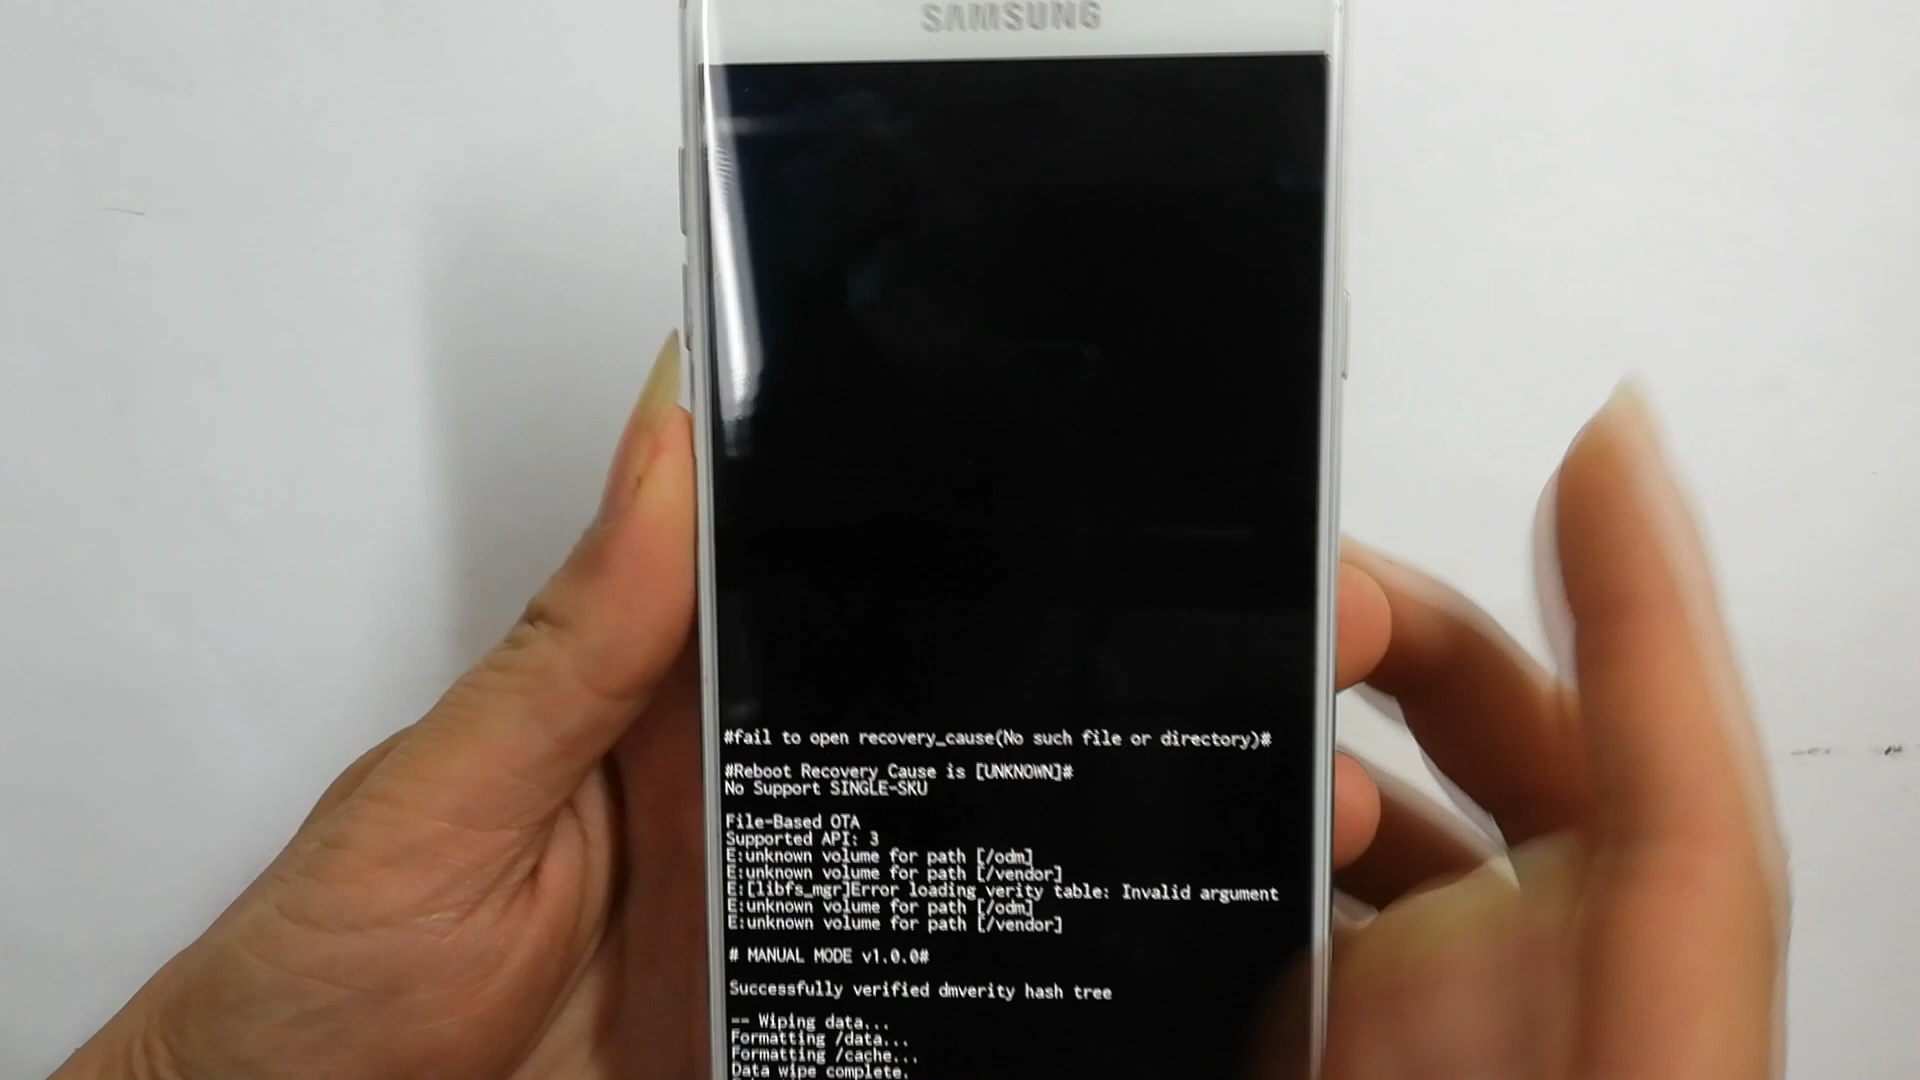 SAMSUNG
#fail to open recovery_cause(No such file or directory)#
#Reboot Recovery Cause is [UNKNOWN]#
No Support SINGLE-SKU
File-Based OTA
Supported API: 3
E:unknown volume for path [/odm]
E:unknown volume for path [/vendor]
E:[libfs_mgr]Error loading verity table: Invalid argument
E:unknown volume for path [/odm]
E:unknown volume for path [/vendor]
# MANUAL MODE v1.0.0#
Successfully verified dmverity hash tree
-- Wiping data...
Formatting /data...
Formatting /cache...
Data wipe complete.